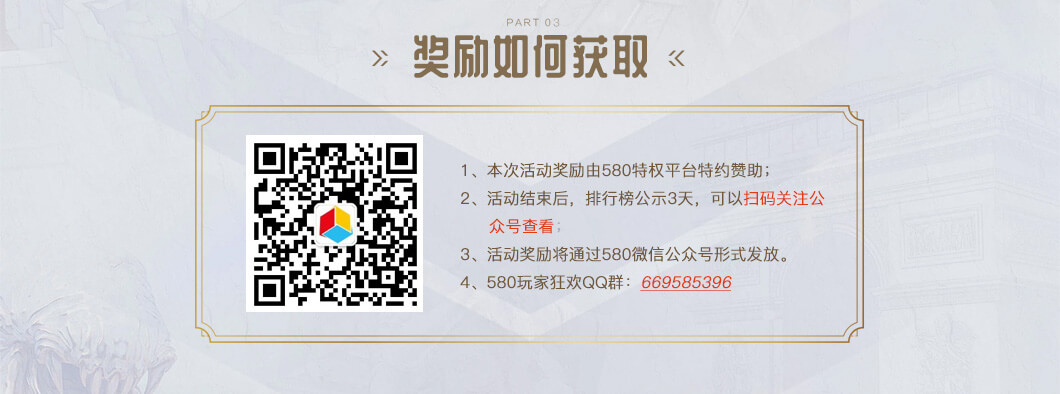 PART 03
奖励如何获取
1、本次活动奖励由580特权平台特约赞助；
2、活动结束后，排行榜公示3天，可以扫码关注公
众号查看；
3、活动奖励将通过580微信公众号形式发放。
4、580玩家狂欢QQ群：669585396